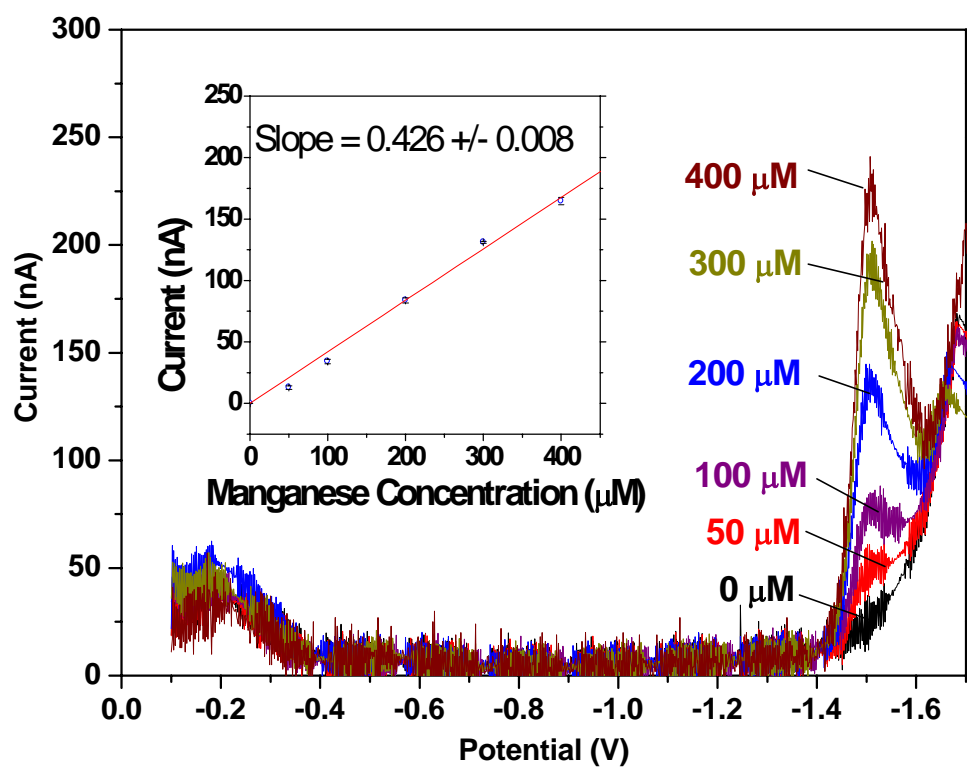 300
250
200
150
100
50
0
Current (nA)
0.0 -0.2 -0.4 -0.6 -0.8 -1.0 -1.2 -1.4 -1.6
Potential (V)
250
200
150
100
50
0
Current (nA)
Slope = 0.426 +/- 0.008
0 100 200 300 400
Manganese Concentration (μM)
400 μM
300 μM
200 μM
100 μM
50 μM
0 μM